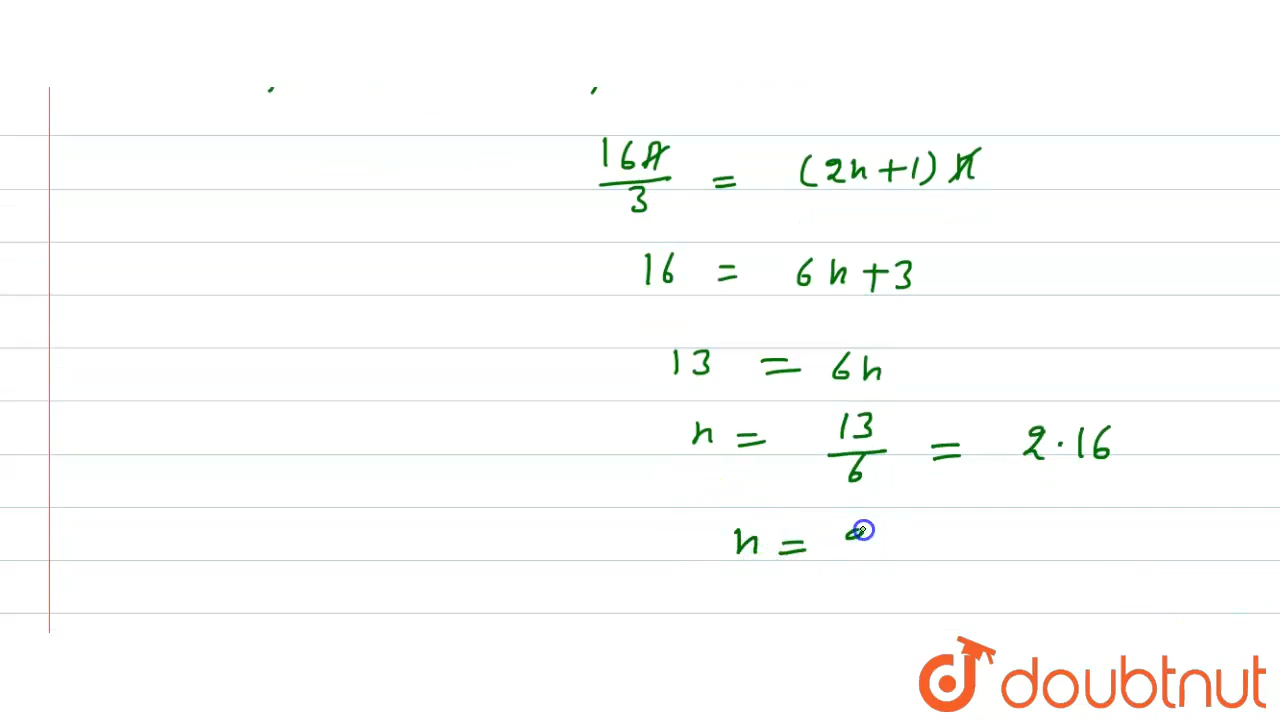 16π/3 = (2n+1)π
16 = 6n+3
13 = 6n
n = 13/6 = 2.16
n =
doubtnut